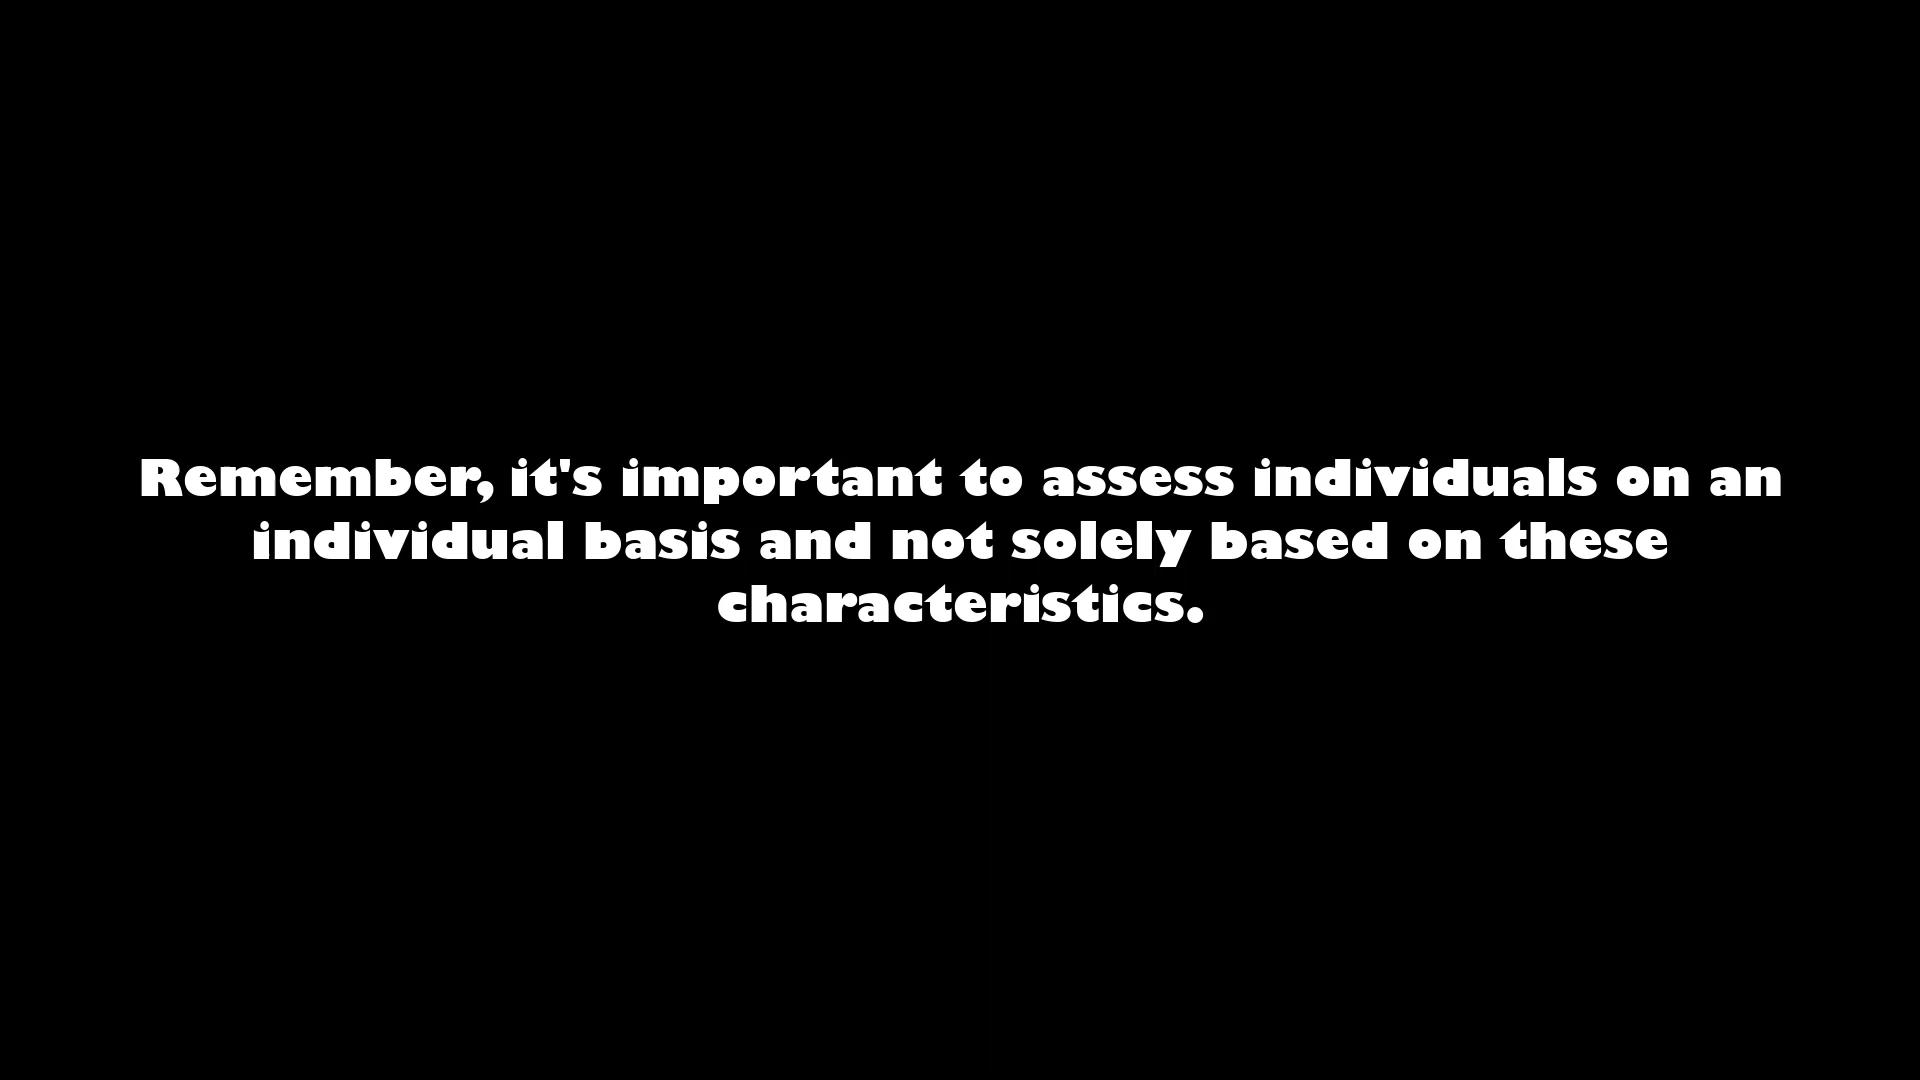 Remember, it's important to assess individuals on an
individual basis and not solely based on these
characteristics.